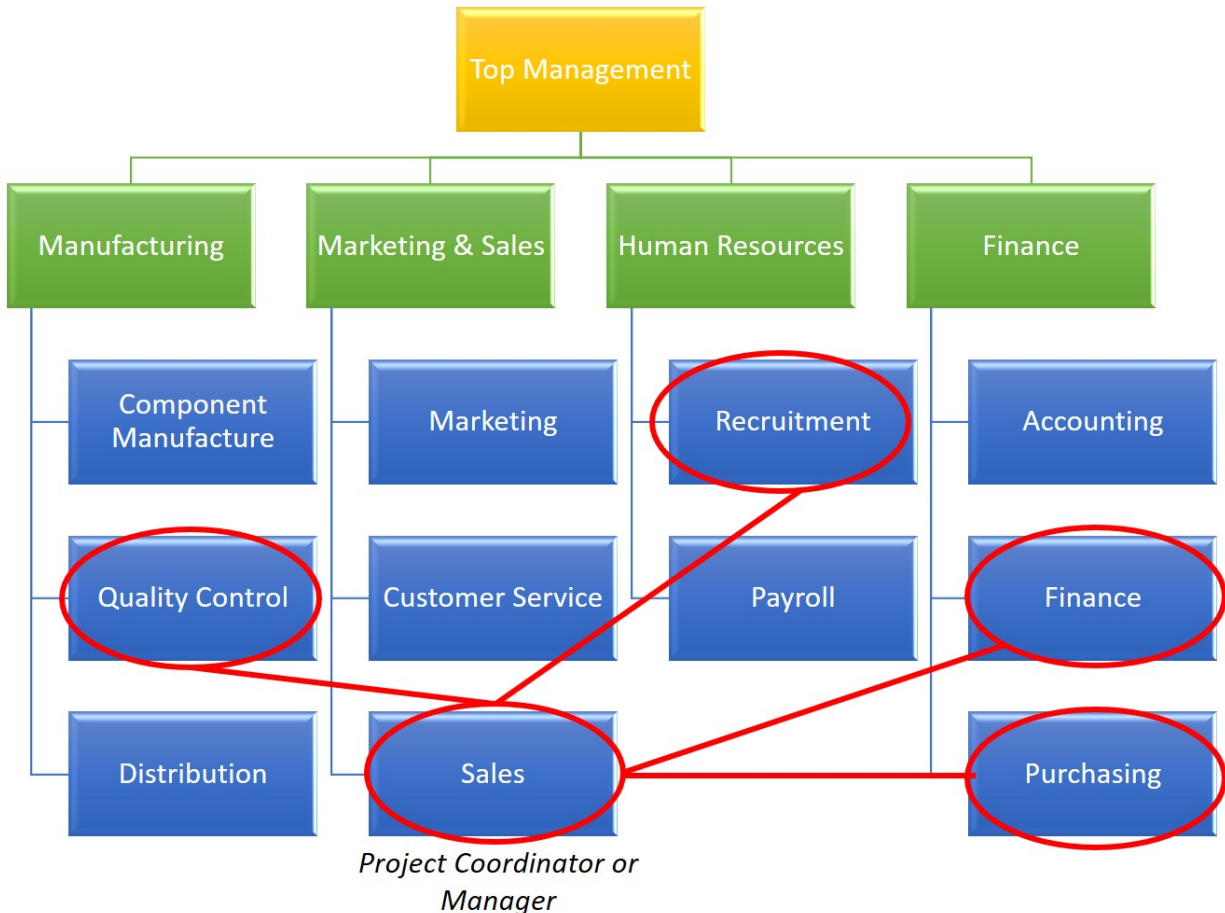 Top Management
Manufacturing
Marketing & Sales
Human Resources
Finance
Component
Manufacture
Marketing
Recruitment
Accounting
Quality Control
Customer Service
Payroll
Finance
Distribution
Sales
Purchasing
Project Coordinator or
Manager